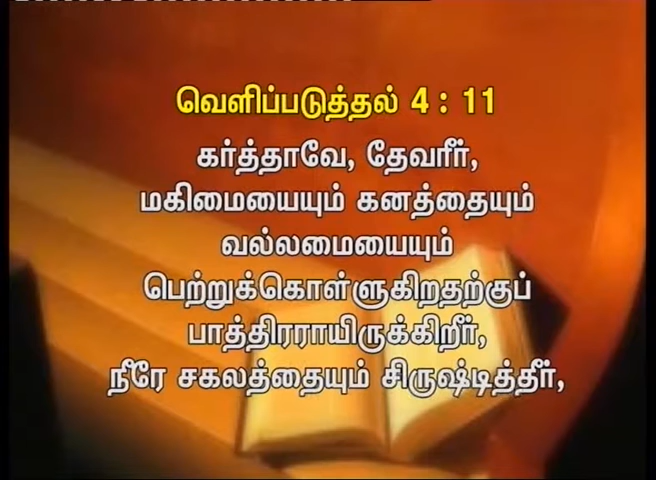 வெளிப்படுத்தல் 4 : 11
கர்த்தாவே, தேவரீர்,
மகிமையையும் கனத்தையும்
வல்லமையையும்
பெற்றுக்கொள்ளுகிறதற்குப்
பாத்திரராயிருக்கிறீர்,
நீரே சகலத்தையும் சிருஷ்டித்தீர்,